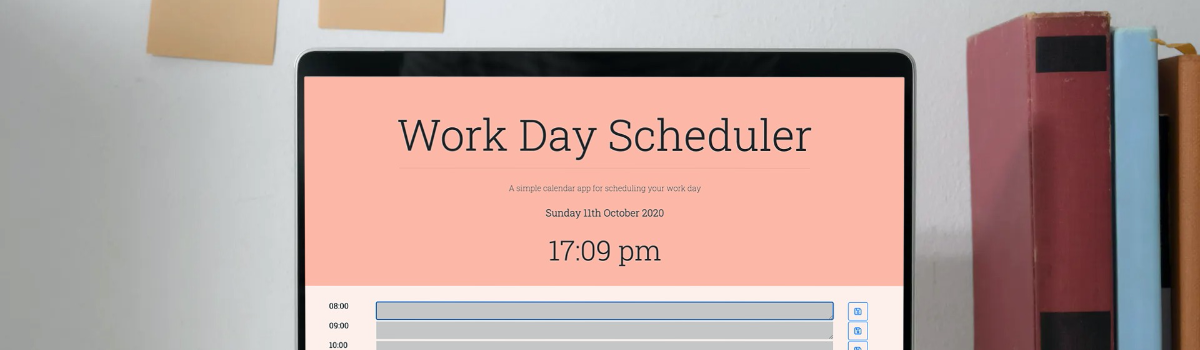 Work Day Scheduler
A simple calendar app for scheduling your work day
Sunday 11th October 2020
17:09 pm
08:00
09:00
10:00